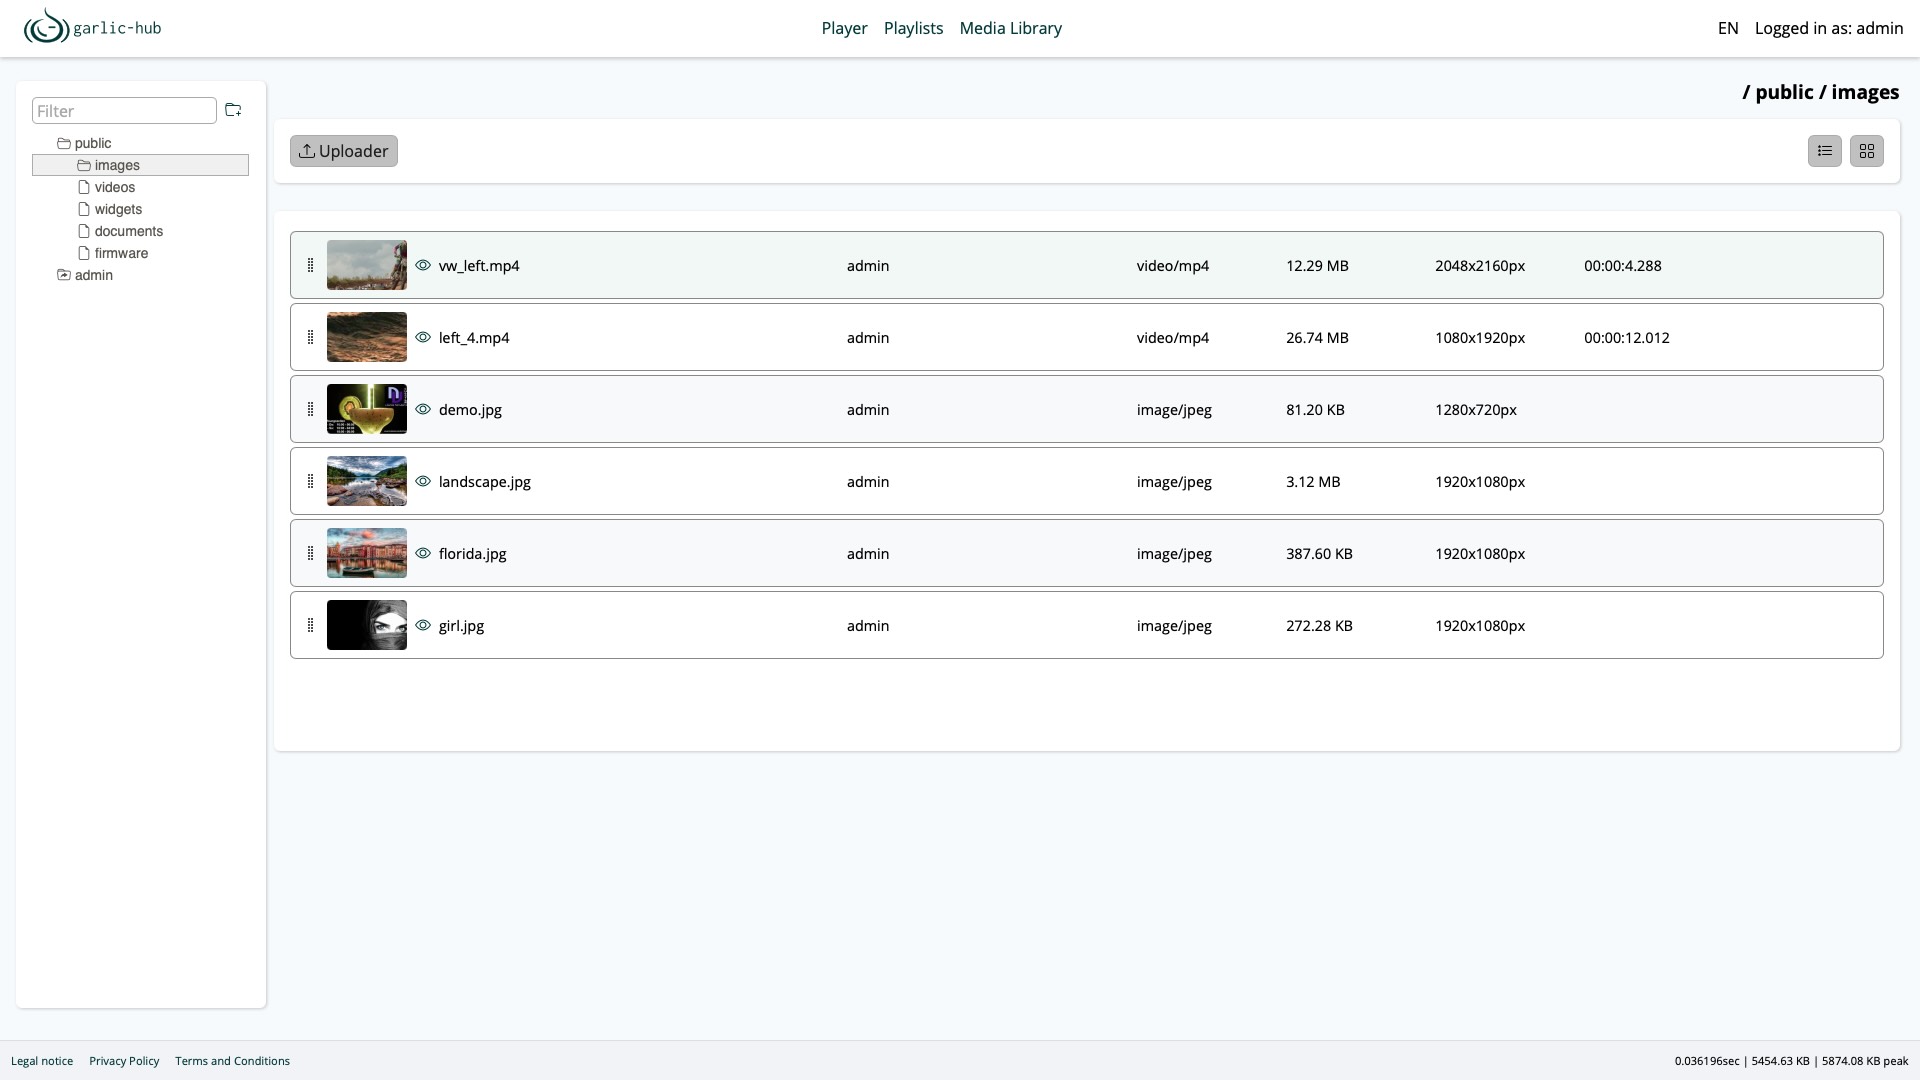 garlic-hub
Player Playlists Media Library
EN Logged in as: admin
Filter
public
images
videos
widgets
documents
firmware
admin
/ public / images
Uploader
vw_left.mp4 admin video/mp4 12.29 MB 2048x2160px 00:00:4.288
left_4.mp4 admin video/mp4 26.74 MB 1080x1920px 00:00:12.012
demo.jpg admin image/jpeg 81.20 KB 1280x720px
landscape.jpg admin image/jpeg 3.12 MB 1920x1080px
florida.jpg admin image/jpeg 387.60 KB 1920x1080px
girl.jpg admin image/jpeg 272.28 KB 1920x1080px
Legal notice Privacy Policy Terms and Conditions
0.036196sec | 5454.63 KB | 5874.08 KB peak